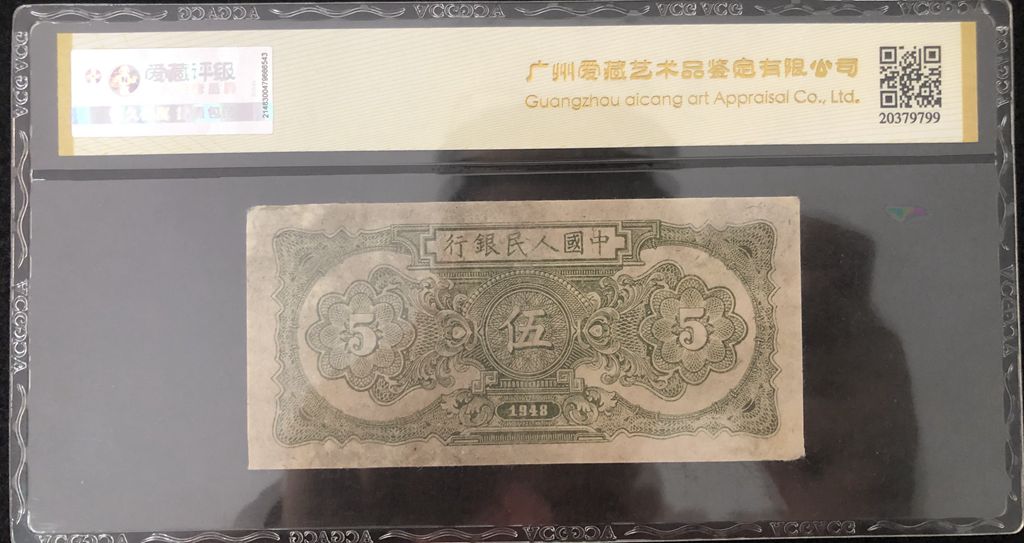 爱藏评级
2146300479666543
广州爱藏艺术品鉴定有限公司
Guangzhou aicang art Appraisal Co., Ltd.
20379799
行銀民人國中
5 伍 5
1948